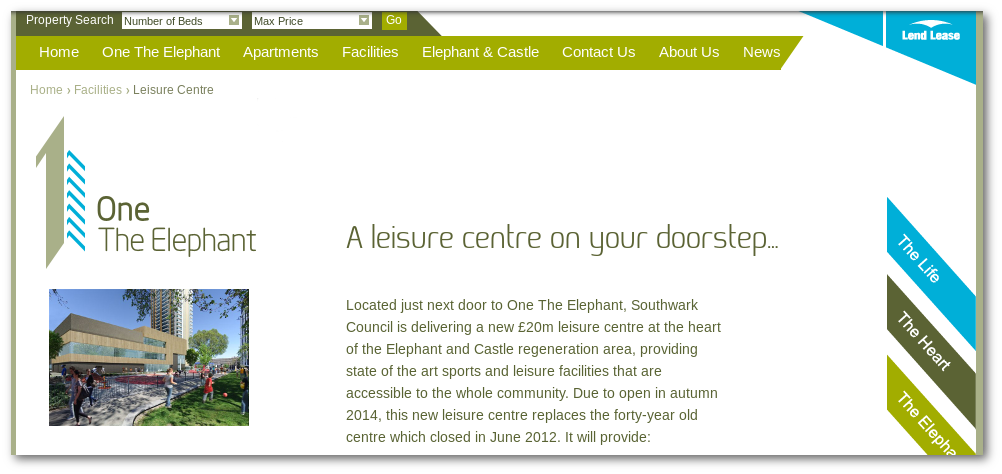 Property Search Number of Beds Max Price Go
Lend Lease
Home One The Elephant Apartments Facilities Elephant & Castle Contact Us About Us News
Home › Facilities › Leisure Centre
One
The Elephant
A leisure centre on your doorstep...
Located just next door to One The Elephant, Southwark
Council is delivering a new £20m leisure centre at the heart
of the Elephant and Castle regeneration area, providing
state of the art sports and leisure facilities that are
accessible to the whole community. Due to open in autumn
2014, this new leisure centre replaces the forty-year old
centre which closed in June 2012. It will provide:
The Life
The Heart
The Elepha